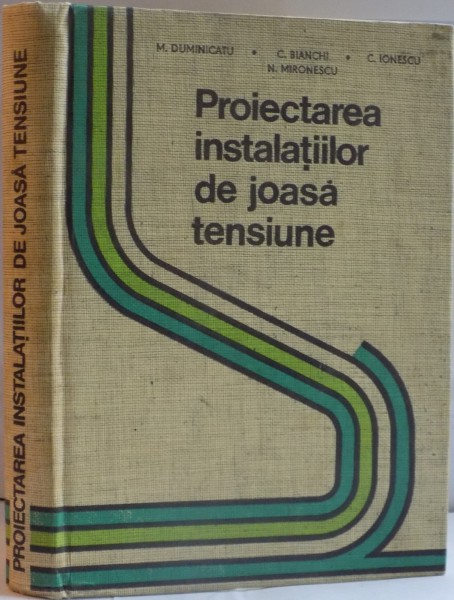 M. DUMINICATU • C. BIANCHI • C. IONESCU
N. MIRONESCU
Proiectarea
instalațiilor
de joasă
tensiune
PROIECTAREA INSTALAȚIILOR DE JOASĂ TENSIUNE